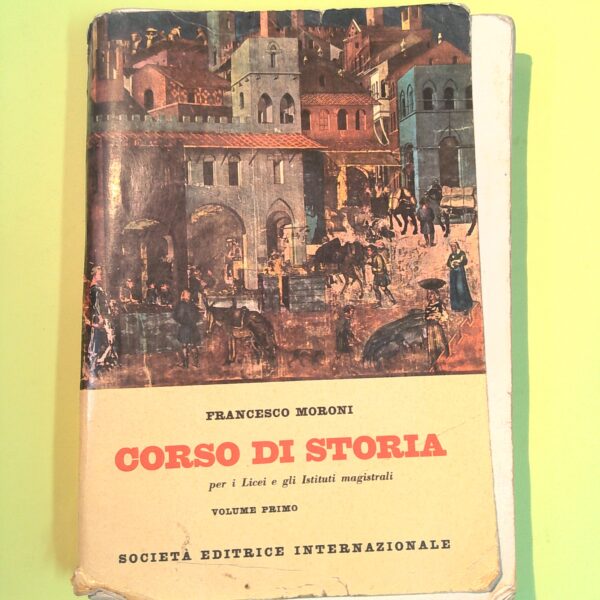 FRANCESCO MORONI
CORSO DI STORIA
per i Licei e gli Istituti magistrali
VOLUME PRIMO
SOCIETÀ EDITRICE INTERNAZIONALE